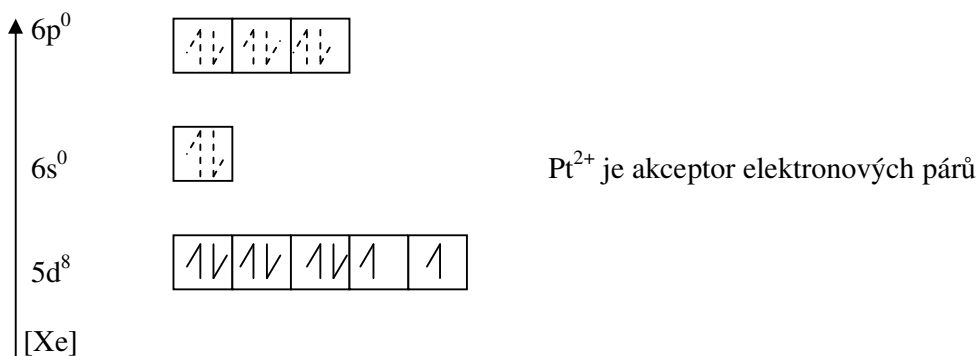 6p⁰
6s⁰ Pt²⁺ je akceptor elektronových párů
5d⁸
[Xe]